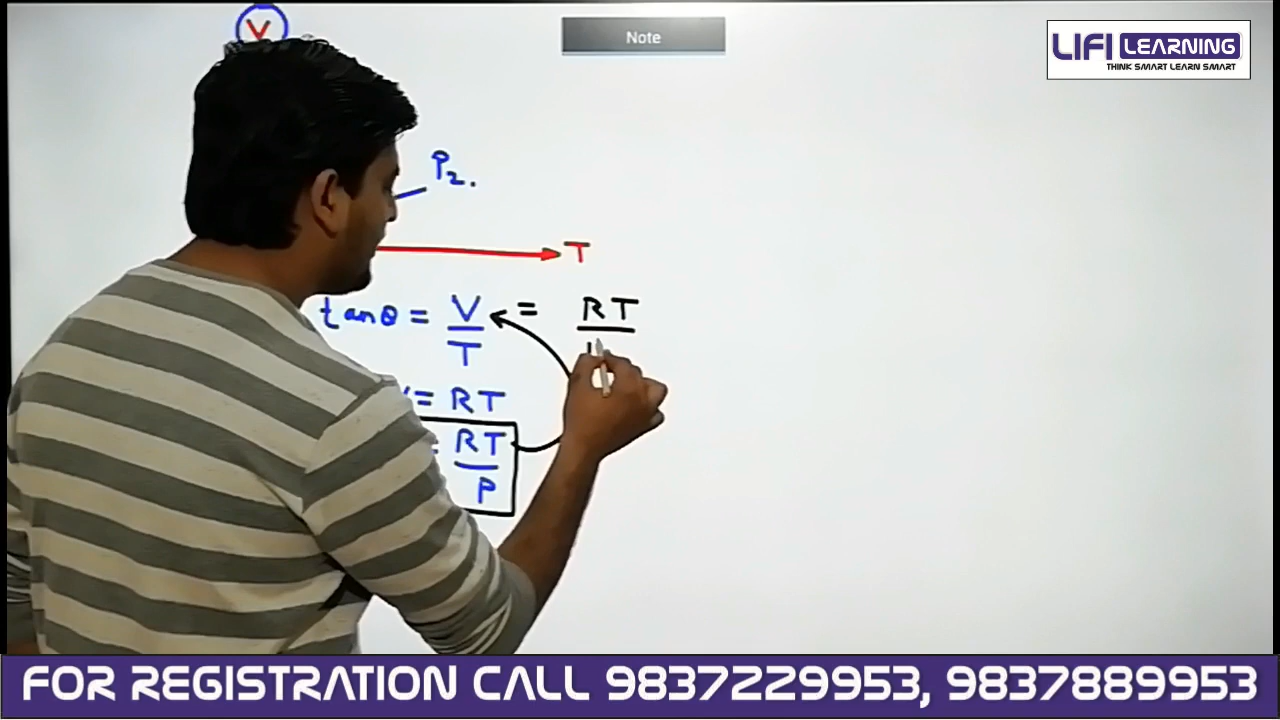 V
Note
LIFI LEARNING
THINK SMART LEARN SMART
P₂.
T
tanθ = V/T = RT
= RT
= RT/P
FOR REGISTRATION CALL 9837229953, 9837889953